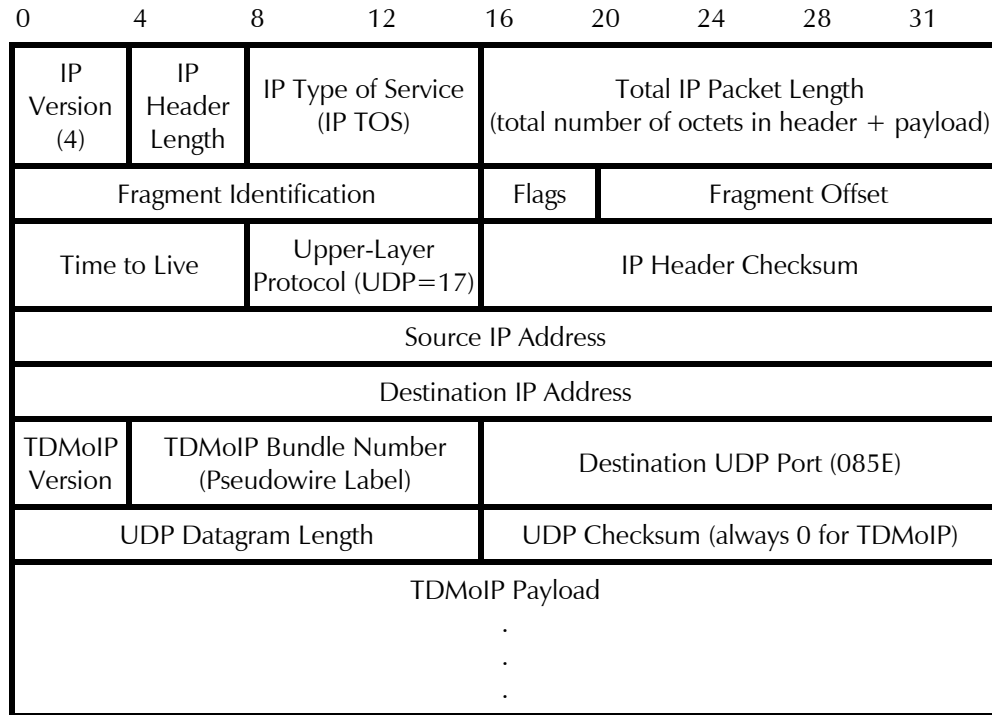 0 4 8 12 16 20 24 28 31
IP
Version
(4)
IP
Header
Length
IP Type of Service
(IP TOS)
Total IP Packet Length
(total number of octets in header + payload)
Fragment Identification
Flags
Fragment Offset
Time to Live
Upper-Layer
Protocol (UDP=17)
IP Header Checksum
Source IP Address
Destination IP Address
TDMoIP
Version
TDMoIP Bundle Number
(Pseudowire Label)
Destination UDP Port (085E)
UDP Datagram Length
UDP Checksum (always 0 for TDMoIP)
TDMoIP Payload
.
.
.